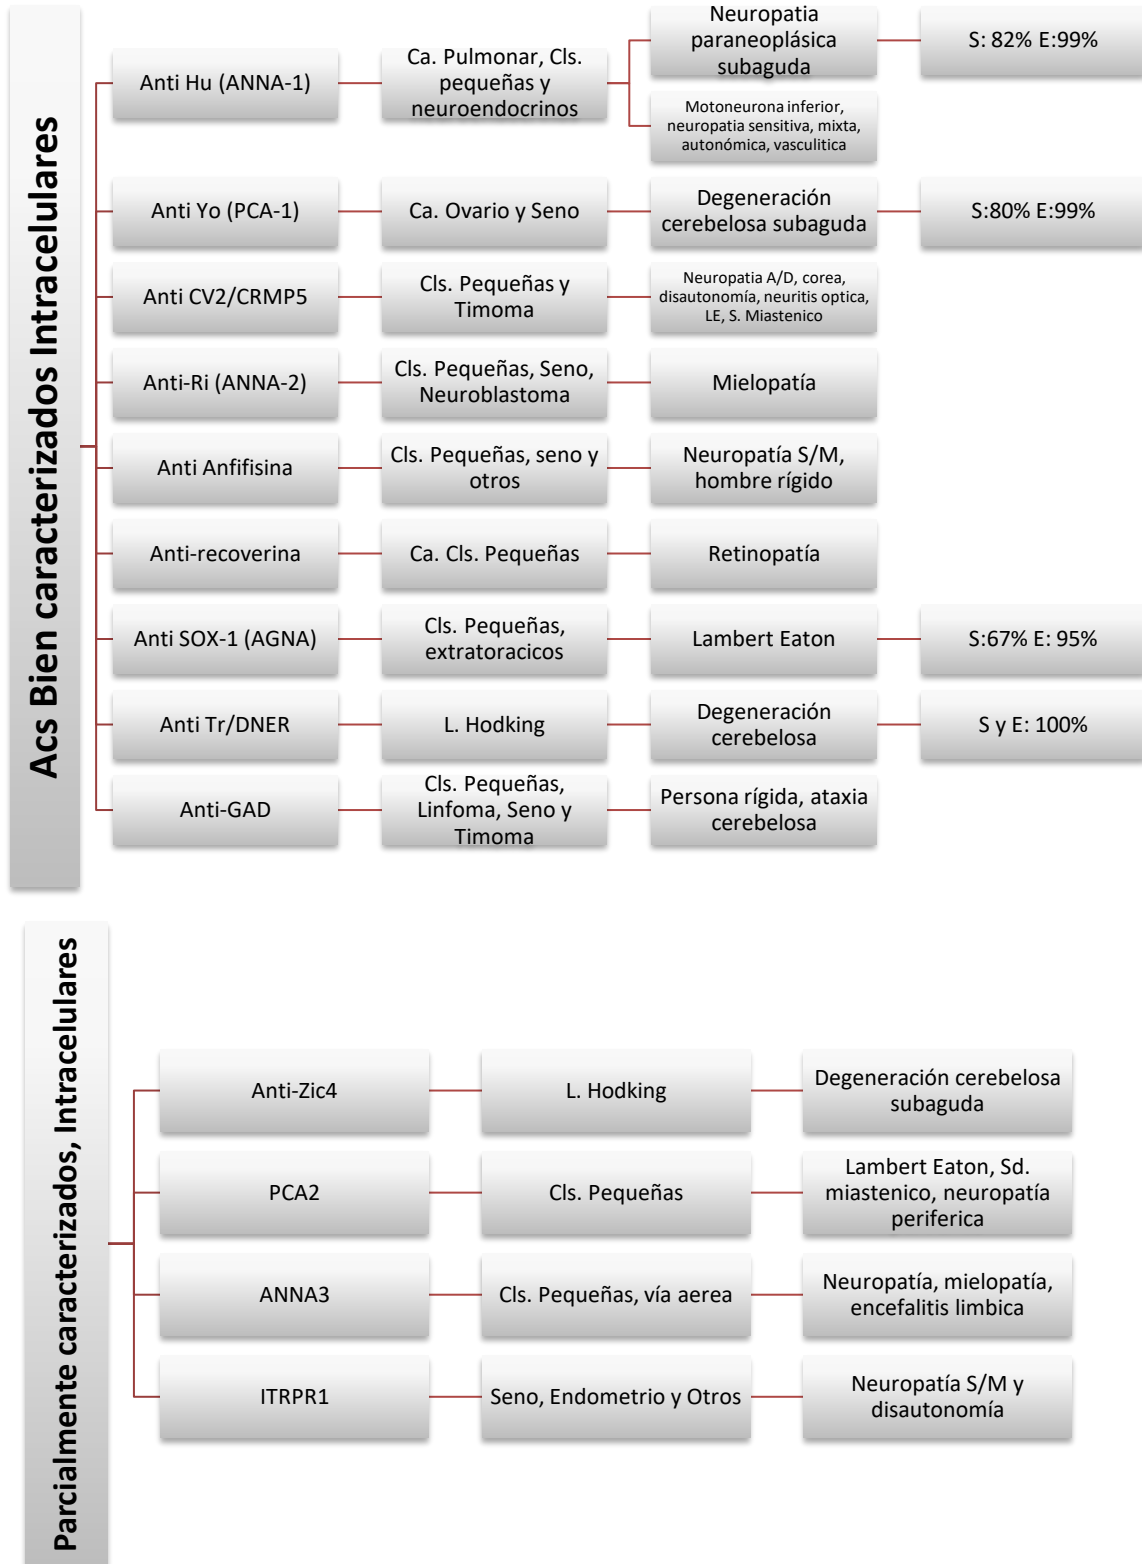 Acs Bien caracterizados Intracelulares
Anti Hu (ANNA-1)
Ca. Pulmonar, Cls.
pequeñas y
neuroendocrinos
Neuropatia
paraneoplásica
subaguda
S: 82% E:99%
Motoneurona inferior,
neuropatia sensitiva, mixta,
autonómica, vasculitica
Anti Yo (PCA-1)
Ca. Ovario y Seno
Degeneración
cerebelosa subaguda
S:80% E:99%
Anti CV2/CRMP5
Cls. Pequeñas y
Timoma
Neuropatia A/D, corea,
disautonomía, neuritis optica,
LE, S. Miastenico
Anti-Ri (ANNA-2)
Cls. Pequeñas, Seno,
Neuroblastoma
Mielopatía
Anti Anfifisina
Cls. Pequeñas, seno y
otros
Neuropatía S/M,
hombre rígido
Anti-recoverina
Ca. Cls. Pequeñas
Retinopatía
Anti SOX-1 (AGNA)
Cls. Pequeñas,
extratoracicos
Lambert Eaton
S:67% E: 95%
Anti Tr/DNER
L. Hodking
Degeneración
cerebelosa
S y E: 100%
Anti-GAD
Cls. Pequeñas,
Linfoma, Seno y
Timoma
Persona rígida, ataxia
cerebelosa
Parcialmente caracterizados, Intracelulares
Anti-Zic4
L. Hodking
Degeneración cerebelosa
subaguda
PCA2
Cls. Pequeñas
Lambert Eaton, Sd.
miastenico, neuropatía
periferica
ANNA3
Cls. Pequeñas, vía aerea
Neuropatía, mielopatía,
encefalitis limbica
ITRPR1
Seno, Endometrio y Otros
Neuropatía S/M y
disautonomía